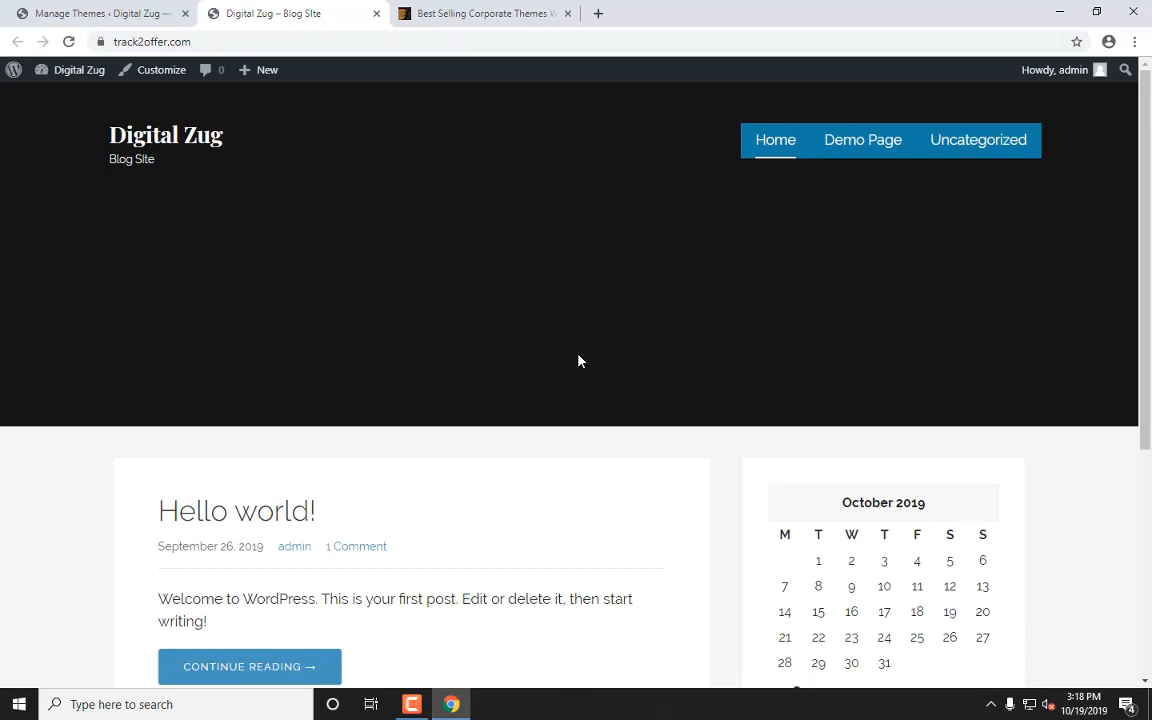 Manage Themes ‹ Digital Zug —
Digital Zug – Blog SIte
Best Selling Corporate Themes W
track2offer.com
Digital Zug
Customize
0
New
Howdy, admin
Digital Zug
Blog SIte
Home
Demo Page
Uncategorized
Hello world!
September 26, 2019 admin 1 Comment
Welcome to WordPress. This is your first post. Edit or delete it, then start
writing!
CONTINUE READING →
October 2019
M T W T F S S
1 2 3 4 5 6
7 8 9 10 11 12 13
14 15 16 17 18 19 20
21 22 23 24 25 26 27
28 29 30 31
Type here to search
3:18 PM
10/19/2019
4